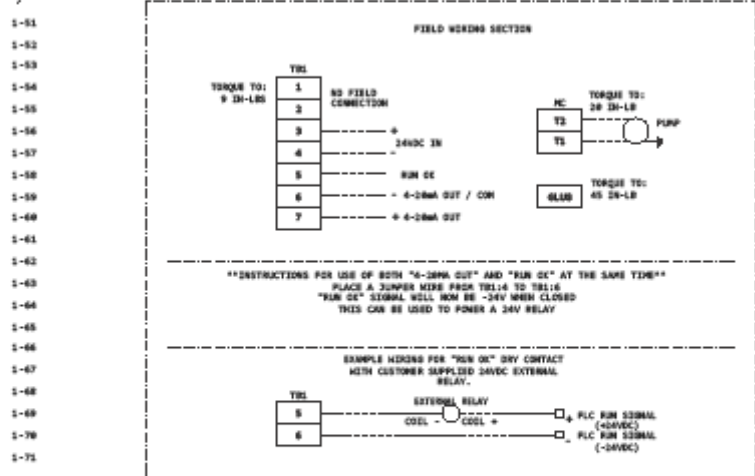 1-51
FIELD WIRING SECTION
1-52
1-53
TB1
1-54
TORQUE TO:
9 IN-LBS
1
NO FIELD
CONNECTION
2
1-55
MC
TORQUE TO:
20 IN-LB
T2
T1
PUMP
1-56
3
+
24VDC IN
1-57
4
-
1-58
5
RUN OK
1-59
6
- 4-20mA OUT / COM
GLUG
TORQUE TO:
45 IN-LB
1-60
7
+ 4-20mA OUT
1-61
1-62
1-63
**INSTRUCTIONS FOR USE OF BOTH "4-20MA OUT" AND "RUN OK" AT THE SAME TIME**
PLACE A JUMPER WIRE FROM TB1:4 TO TB1:6
"RUN OK" SIGNAL WILL NOW BE -24V WHEN CLOSED
1-64
THIS CAN BE USED TO POWER A 24V RELAY
1-65
1-66
EXAMPLE WIRING FOR "RUN OK" DRY CONTACT
1-67
WITH CUSTOMER SUPPLIED 24VDC EXTERNAL
RELAY.
1-68
TB1
EXTERNAL RELAY
1-69
5
COIL -
COIL +
+ PLC RUN SIGNAL
(+24VDC)
1-70
6
- PLC RUN SIGNAL
(-24VDC)
1-71